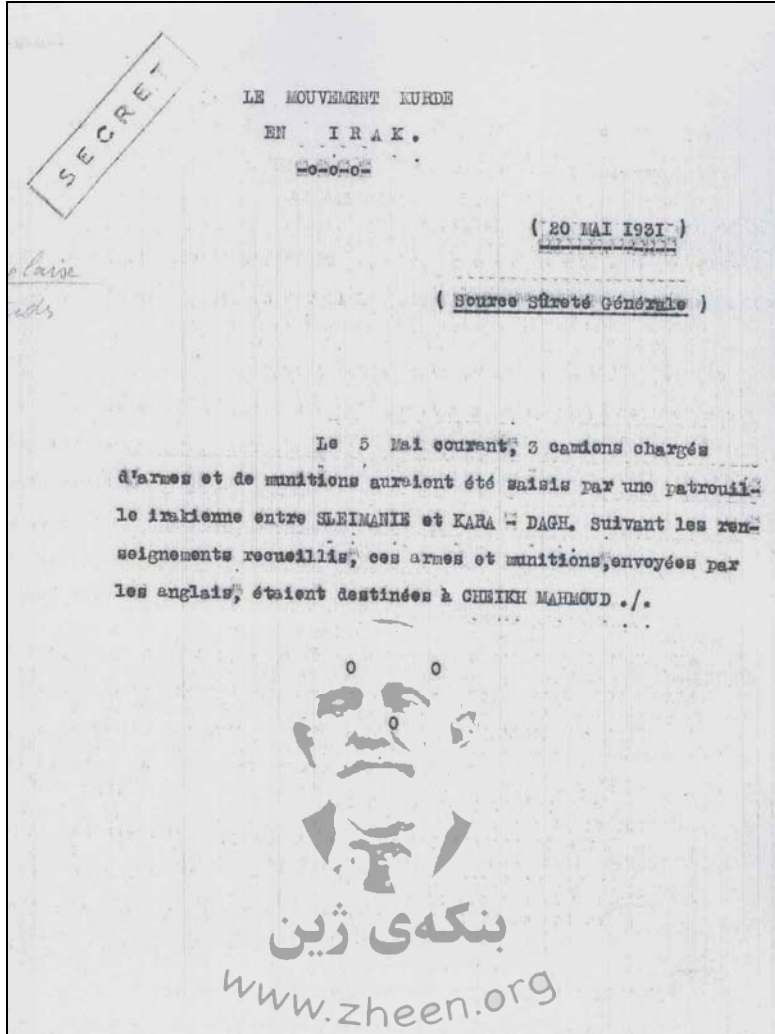 SECRET
LE MOUVEMENT KURDE
EN IRAK.
-o-o-o-
( 20 MAI 1931 )
( Source Sûreté Générale )
Le 5 Mai courant, 3 camions chargés
d'armes et de munitions auraient été saisis par une patrouil-
le irakienne entre SLEIMANIE et KARA - DAGH. Suivant les ren-
seignements recueillis, ces armes et munitions,envoyées par
les anglais, étaient destinées à CHEIKH MAHMOUD ./.
o o
o
بنکەی ژین
www.zheen.org